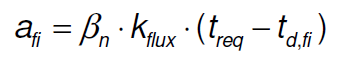 a_fi = β_n · k_flux · (t_req − t_d,fi)